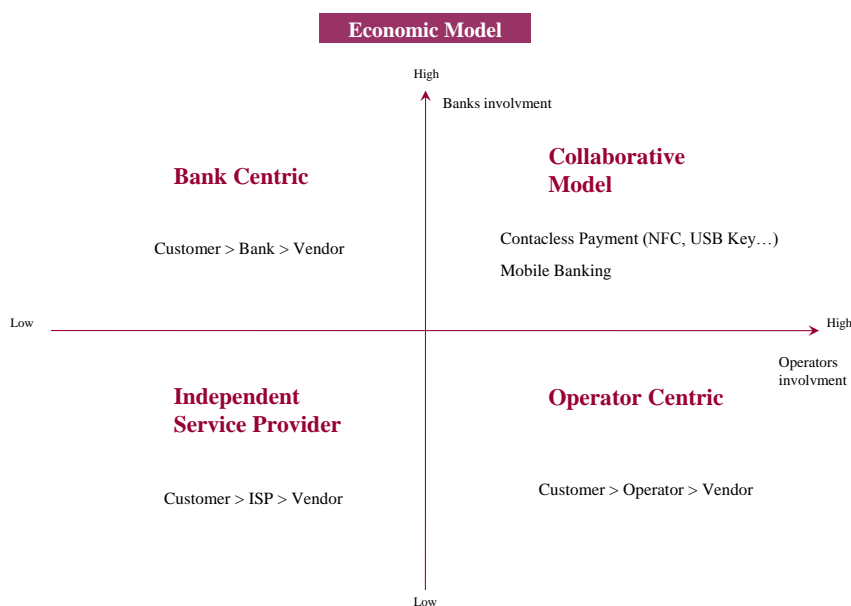 Economic Model
High
Banks involvment
Bank Centric
Collaborative
Model
Customer > Bank > Vendor
Contacless Payment (NFC, USB Key…)
Mobile Banking
Low
High
Operators
involvment
Independent
Service Provider
Operator Centric
Customer > ISP > Vendor
Customer > Operator > Vendor
Low